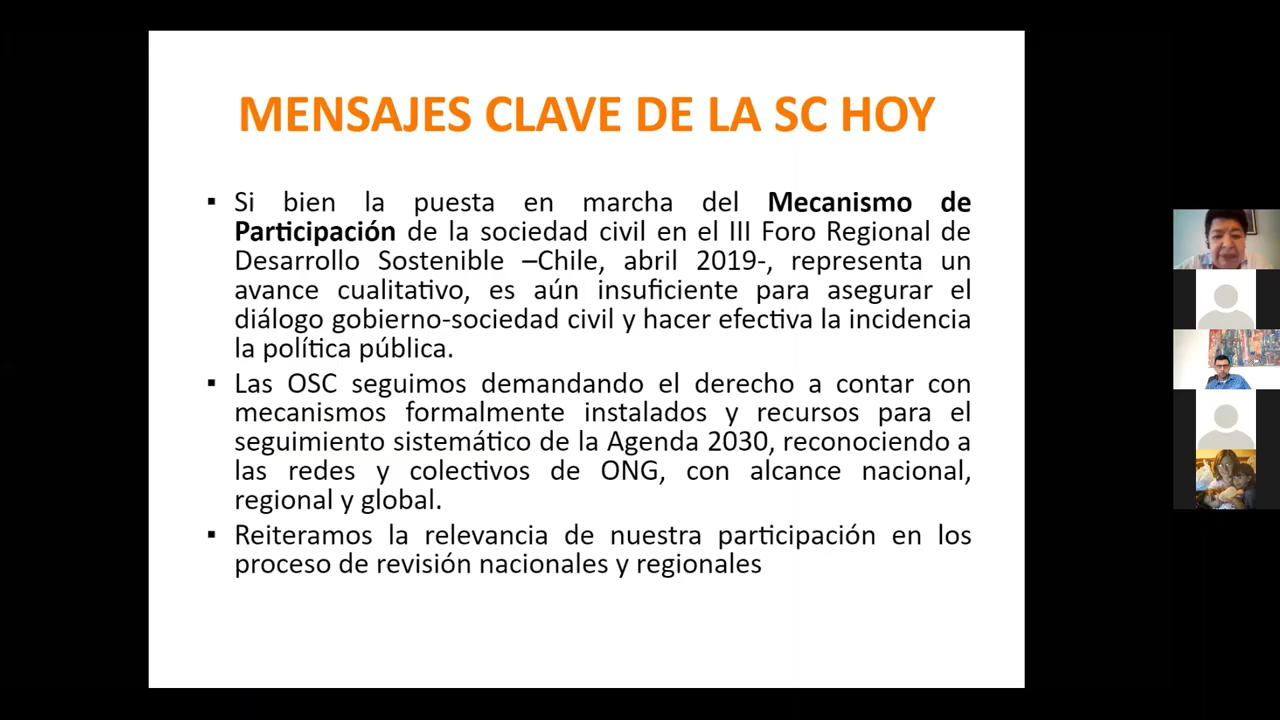 MENSAJES CLAVE DE LA SC HOY
▪ Si bien la puesta en marcha del Mecanismo de
Participación de la sociedad civil en el III Foro Regional de
Desarrollo Sostenible –Chile, abril 2019-, representa un
avance cualitativo, es aún insuficiente para asegurar el
diálogo gobierno-sociedad civil y hacer efectiva la incidencia
la política pública.
▪ Las OSC seguimos demandando el derecho a contar con
mecanismos formalmente instalados y recursos para el
seguimiento sistemático de la Agenda 2030, reconociendo a
las redes y colectivos de ONG, con alcance nacional,
regional y global.
▪ Reiteramos la relevancia de nuestra participación en los
proceso de revisión nacionales y regionales